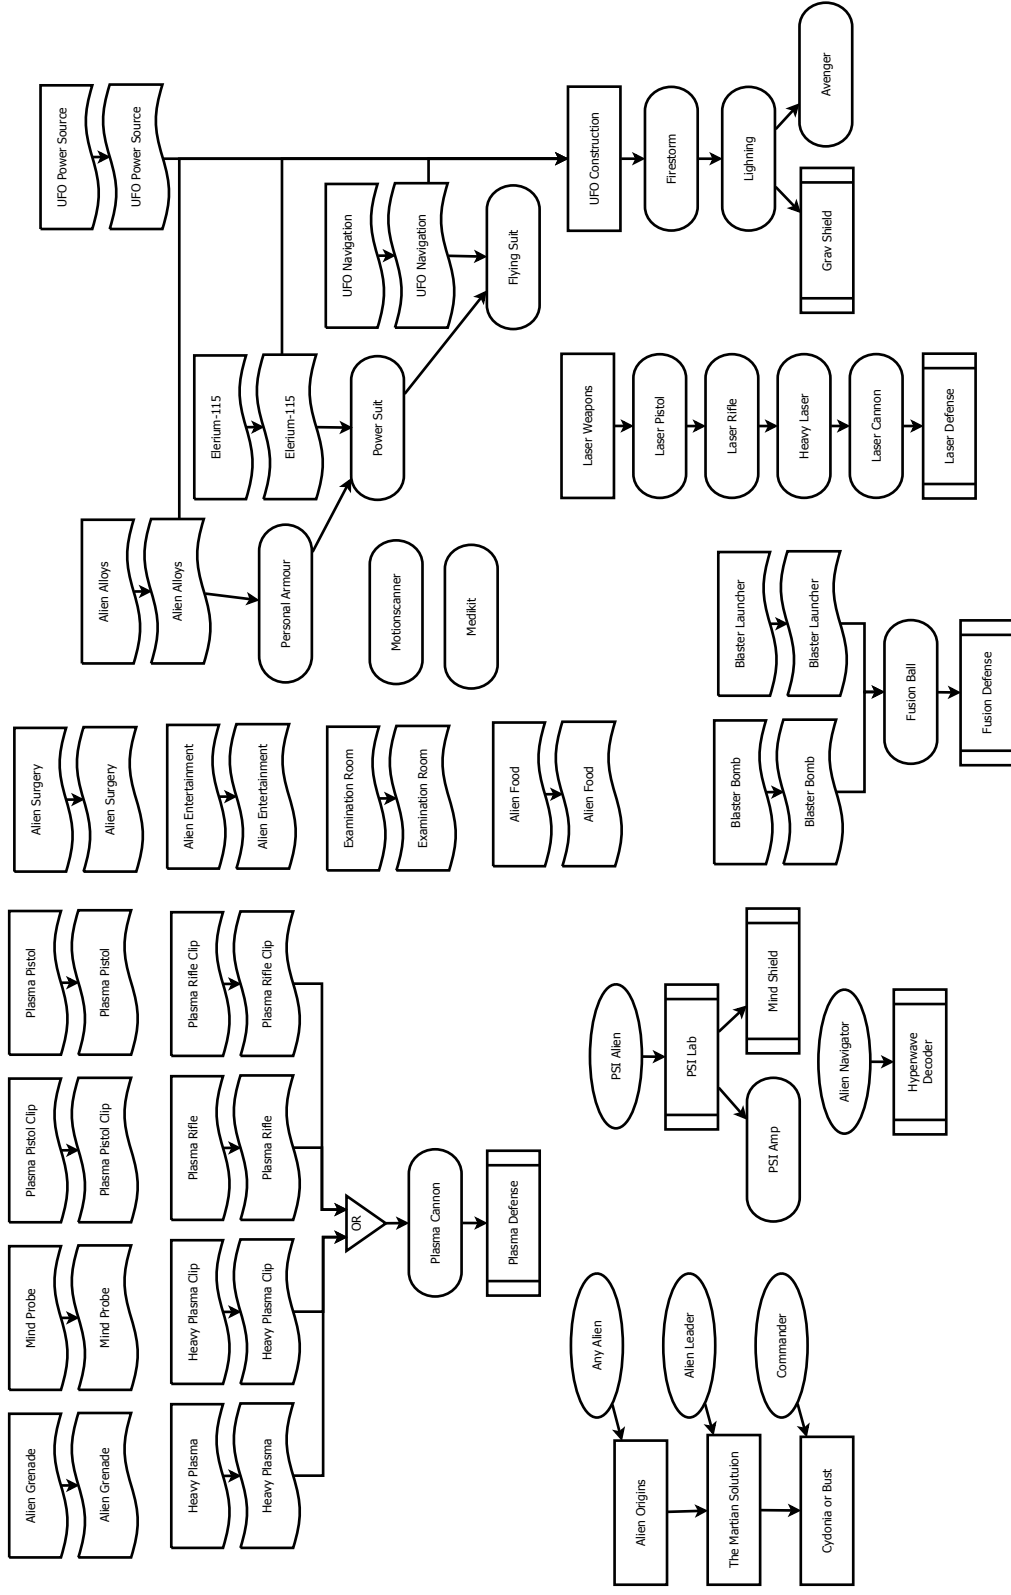 Alien Grenade
Alien Grenade
Mind Probe
Mind Probe
Plasma Pistol Clip
Plasma Pistol Clip
Plasma Pistol
Plasma Pistol
Heavy Plasma
Heavy Plasma
Heavy Plasma Clip
Heavy Plasma Clip
Plasma Rifle
Plasma Rifle
Plasma Rifle Clip
Plasma Rifle Clip
OR
Plasma Cannon
Plasma Defense
Alien Surgery
Alien Surgery
Alien Entertainment
Alien Entertainment
Examination Room
Examination Room
Alien Food
Alien Food
UFO Power Source
UFO Power Source
Alien Alloys
Alien Alloys
Elerium-115
Elerium-115
UFO Navigation
UFO Navigation
Personal Armour
Power Suit
Flying Suit
Motionscanner
Medikit
UFO Construction
Firestorm
Lighning
Grav Shield
Avenger
Any Alien
Alien Origins
Alien Leader
The Martian Solutuion
Commander
Cydonia or Bust
PSI Alien
PSI Lab
PSI Amp
Mind Shield
Alien Navigator
Hyperwave
Decoder
Blaster Bomb
Blaster Bomb
Blaster Launcher
Blaster Launcher
Fusion Ball
Fusion Defense
Laser Weapons
Laser Pistol
Laser Rifle
Heavy Laser
Laser Cannon
Laser Defense